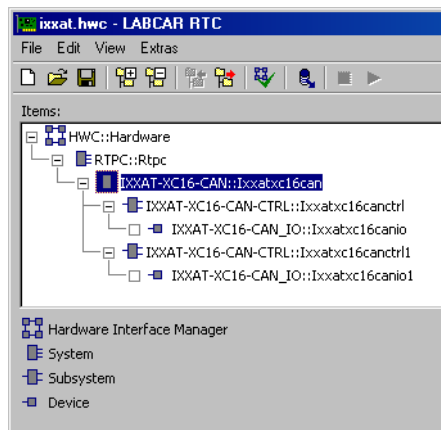 ixxat.hwc - LABCAR RTC
File Edit View Extras
Items:
HWC::Hardware
RTPC::Rtpc
IXXAT-XC16-CAN::Ixxatxc16can
IXXAT-XC16-CAN-CTRL::Ixxatxc16canctrl
IXXAT-XC16-CAN_IO::Ixxatxc16canio
IXXAT-XC16-CAN-CTRL::Ixxatxc16canctrl1
IXXAT-XC16-CAN_IO::Ixxatxc16canio1
Hardware Interface Manager
System
Subsystem
Device